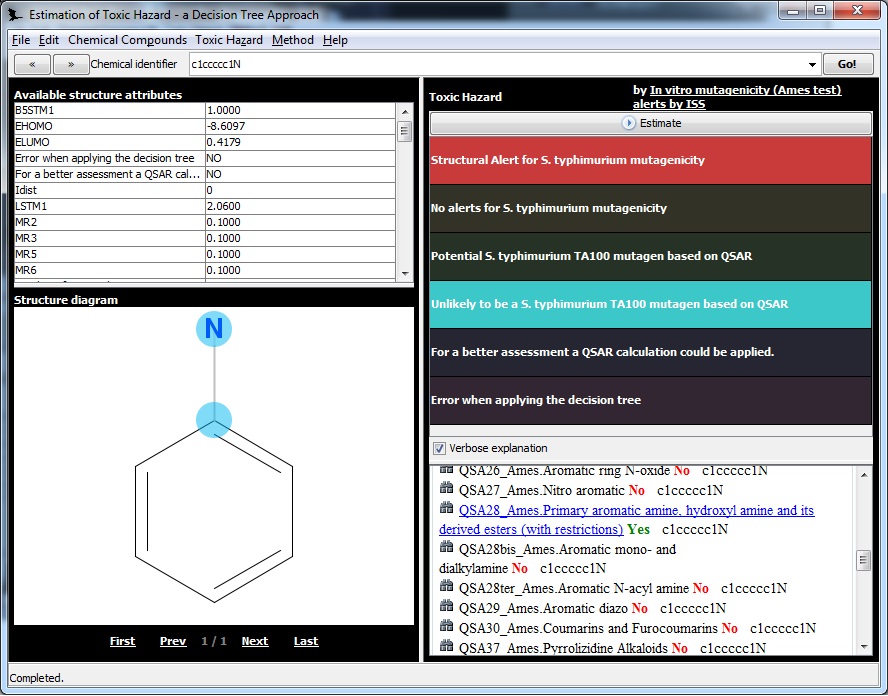 Estimation of Toxic Hazard - a Decision Tree Approach
File Edit Chemical Compounds Toxic Hazard Method Help
« » Chemical identifier c1ccccc1N Go!
Available structure attributes
B5STM1 1.0000
EHOMO -8.6097
ELUMO 0.4179
Error when applying the decision tree NO
For a better assessment a QSAR cal... NO
Idist 0
LSTM1 2.0600
MR2 0.1000
MR3 0.1000
MR5 0.1000
MR6 0.1000
Structure diagram
N
First Prev 1 / 1 Next Last
Toxic Hazard
by In vitro mutagenicity (Ames test)
alerts by ISS
Estimate
Structural Alert for S. typhimurium mutagenicity
No alerts for S. typhimurium mutagenicity
Potential S. typhimurium TA100 mutagen based on QSAR
Unlikely to be a S. typhimurium TA100 mutagen based on QSAR
For a better assessment a QSAR calculation could be applied.
Error when applying the decision tree
Verbose explanation
QSA26_Ames.Aromatic ring N-oxide No c1ccccc1N
QSA27_Ames.Nitro aromatic No c1ccccc1N
QSA28_Ames.Primary aromatic amine, hydroxyl amine and its
derived esters (with restrictions) Yes c1ccccc1N
QSA28bis_Ames.Aromatic mono- and
dialkylamine No c1ccccc1N
QSA28ter_Ames.Aromatic N-acyl amine No c1ccccc1N
QSA29_Ames.Aromatic diazo No c1ccccc1N
QSA30_Ames.Coumarins and Furocoumarins No c1ccccc1N
QSA37_Ames.Pyrrolizidine Alkaloids No c1ccccc1N
Completed.